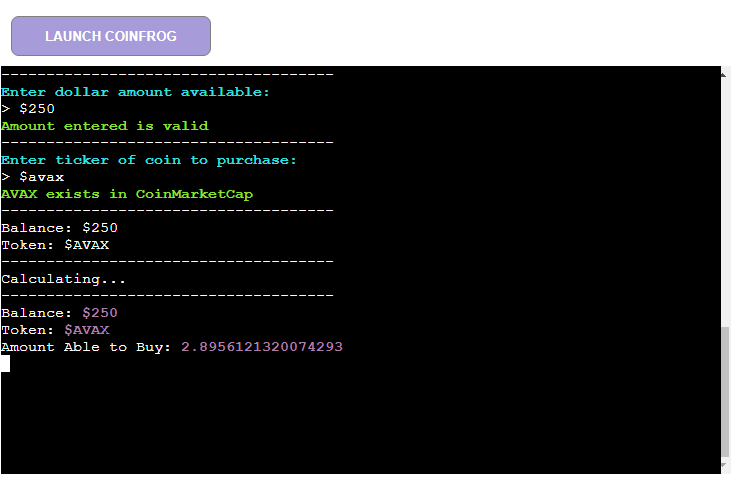 LAUNCH COINFROG
-------------------------------------
Enter dollar amount available:
> $250
Amount entered is valid
-------------------------------------
Enter ticker of coin to purchase:
> $avax
AVAX exists in CoinMarketCap
-------------------------------------
Balance: $250
Token: $AVAX
-------------------------------------
Calculating...
-------------------------------------
Balance: $250
Token: $AVAX
Amount Able to Buy: 2.8956121320074293